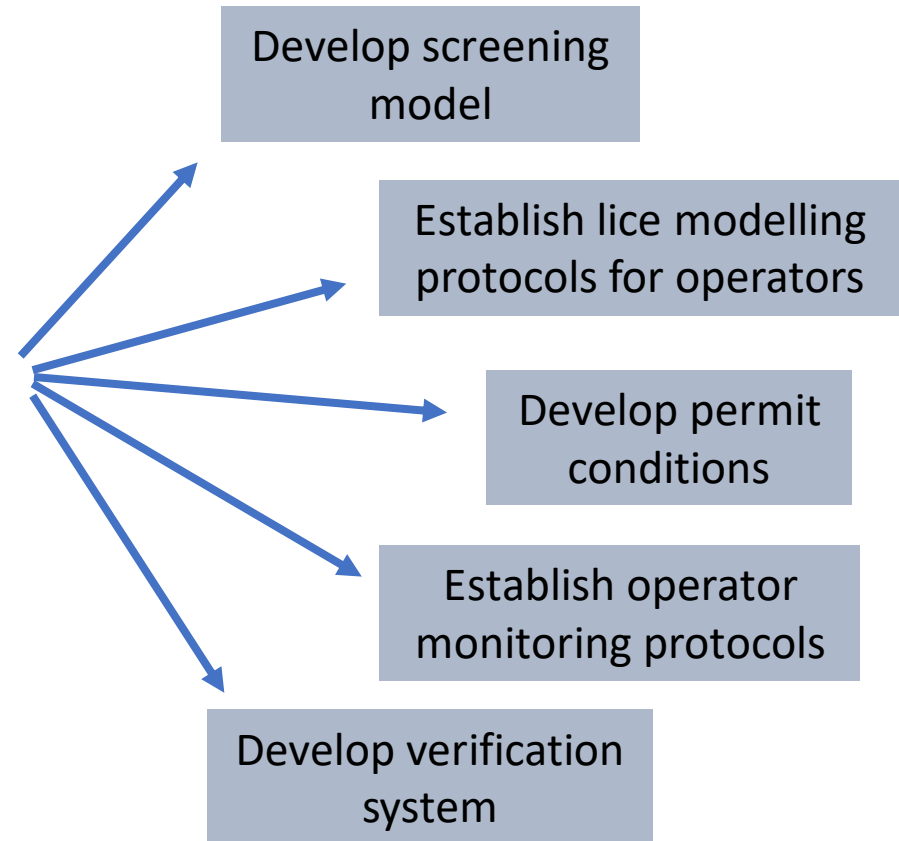 Develop screening
model
Establish lice modelling
protocols for operators
Develop permit
conditions
Establish operator
monitoring protocols
Develop verification
system